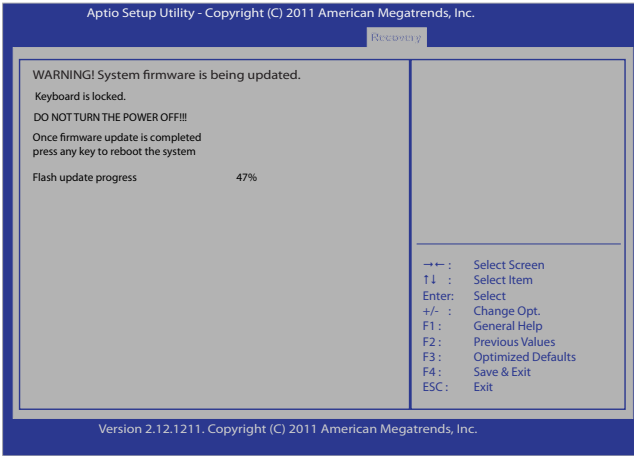 Aptio Setup Utility - Copyright (C) 2011 American Megatrends, Inc.
Recovery
WARNING! System firmware is being updated.
Keyboard is locked.
DO NOT TURN THE POWER OFF!!!
Once firmware update is completed
press any key to reboot the system
Flash update progress 47%
→← : Select Screen
↑↓ : Select Item
Enter: Select
+/- : Change Opt.
F1 : General Help
F2 : Previous Values
F3 : Optimized Defaults
F4 : Save & Exit
ESC : Exit
Version 2.12.1211. Copyright (C) 2011 American Megatrends, Inc.